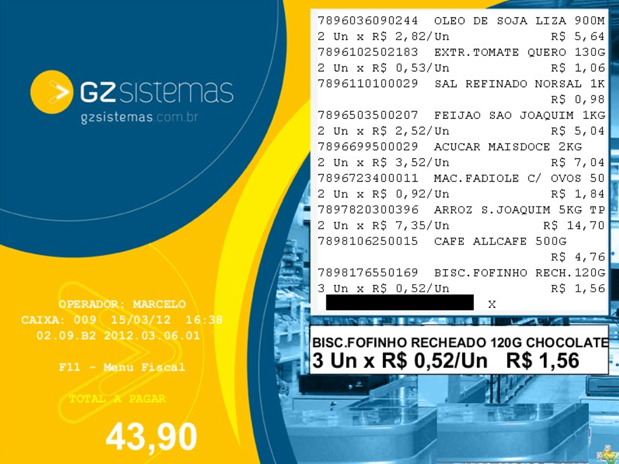 GZsistemas
gzsistemas.com.br
OPERADOR: MARCELO
CAIXA: 009 15/03/12 16:38
02.09.B2 2012.03.06.01
F11 - Menu Fiscal
TOTAL A PAGAR
43,90
7896036090244 OLEO DE SOJA LIZA 900M
2 Un x R$ 2,82/Un R$ 5,64
7896102502183 EXTR.TOMATE QUERO 130G
2 Un x R$ 0,53/Un R$ 1,06
7896110100029 SAL REFINADO NORSAL 1K
R$ 0,98
7896503500207 FEIJAO SAO JOAQUIM 1KG
2 Un x R$ 2,52/Un R$ 5,04
7896699500029 ACUCAR MAISDOCE 2KG
2 Un x R$ 3,52/Un R$ 7,04
7896723400011 MAC.FADIOLE C/ OVOS 50
2 Un x R$ 0,92/Un R$ 1,84
7897820300396 ARROZ S.JOAQUIM 5KG TP
2 Un x R$ 7,35/Un R$ 14,70
7898106250015 CAFE ALLCAFE 500G
R$ 4,76
7898176550169 BISC.FOFINHO RECH.120G
3 Un x R$ 0,52/Un R$ 1,56
X
BISC.FOFINHO RECHEADO 120G CHOCOLATE
3 Un x R$ 0,52/Un R$ 1,56